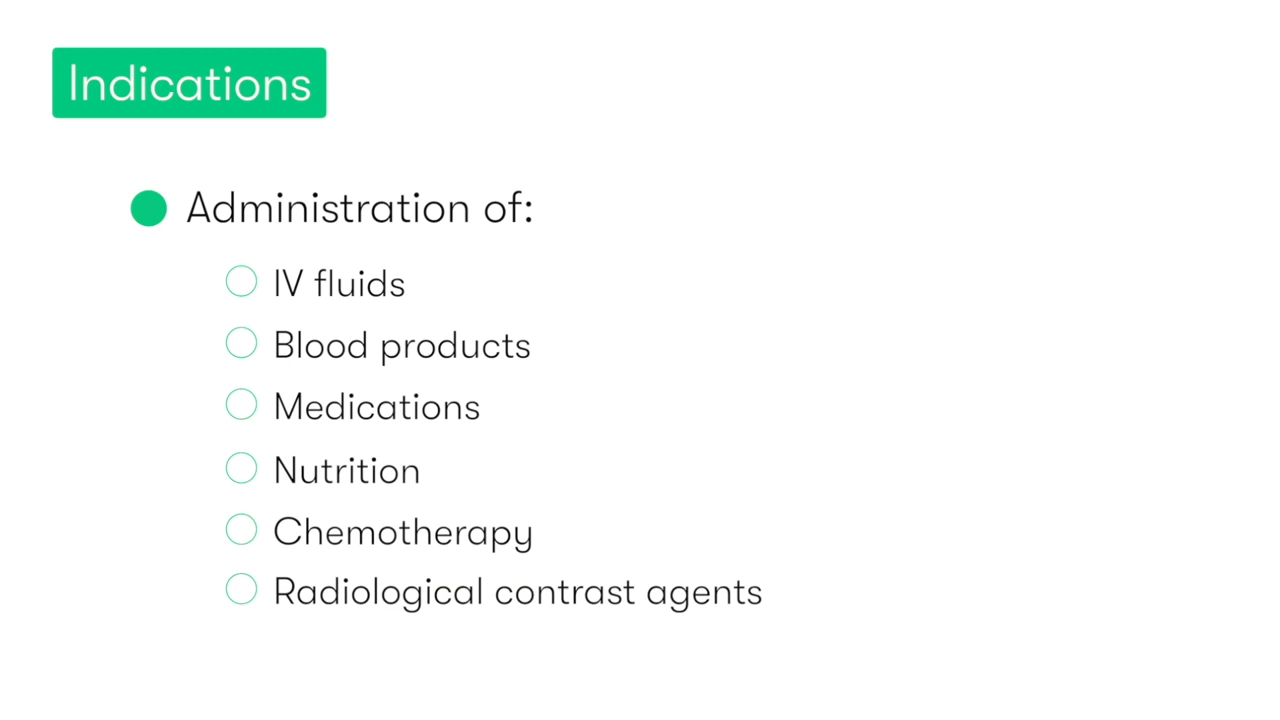 Indications
Administration of:
IV fluids
Blood products
Medications
Nutrition
Chemotherapy
Radiological contrast agents